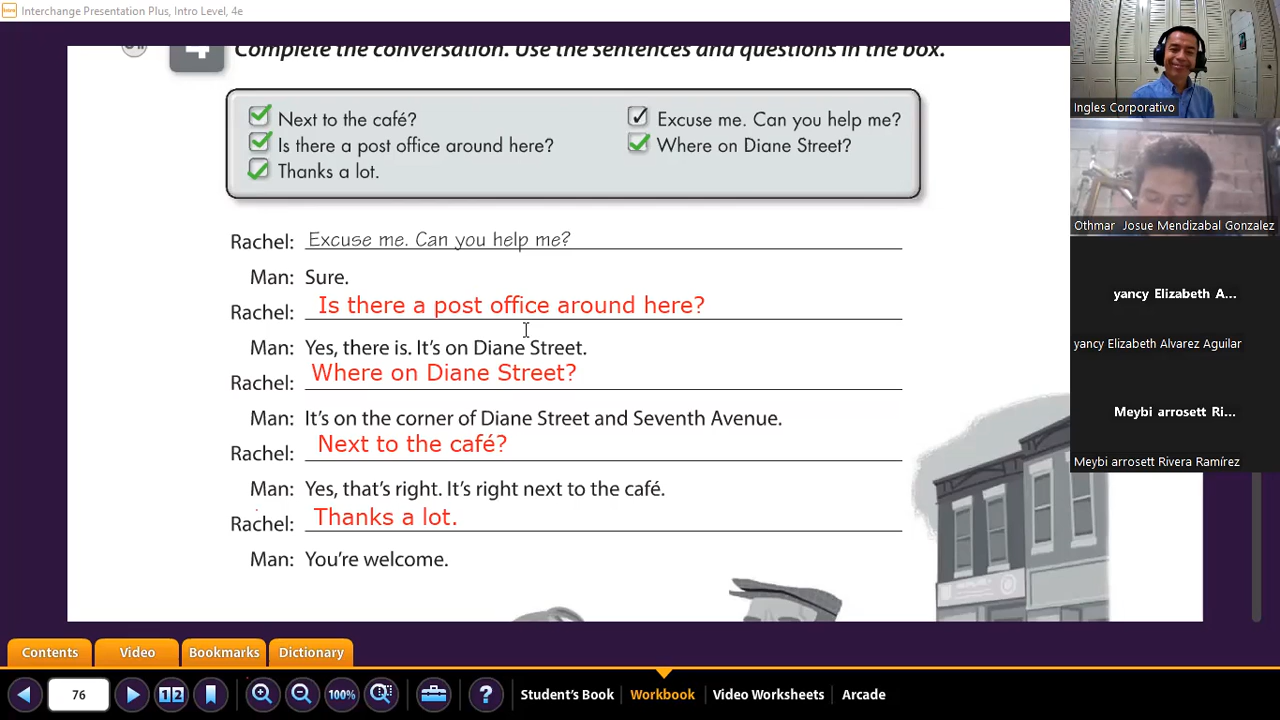 Interchange Presentation Plus, Intro Level, 4e
Complete the conversation. Use the sentences and questions in the box.
Next to the café?
Excuse me. Can you help me?
Is there a post office around here?
Where on Diane Street?
Thanks a lot.
Rachel: Excuse me. Can you help me?
Man: Sure.
Rachel: Is there a post office around here?
Man: Yes, there is. It's on Diane Street.
Rachel: Where on Diane Street?
Man: It's on the corner of Diane Street and Seventh Avenue.
Rachel: Next to the café?
Man: Yes, that's right. It's right next to the café.
Rachel: Thanks a lot.
Man: You're welcome.
Ingles Corporativo
Othmar Josue Mendizabal Gonzalez
yancy Elizabeth A...
yancy Elizabeth Alvarez Aguilar
Meybi arrosett Ri...
Meybi arrosett Rivera Ramírez
Contents Video Bookmarks Dictionary
76 1 2 100% ? Student's Book Workbook Video Worksheets Arcade